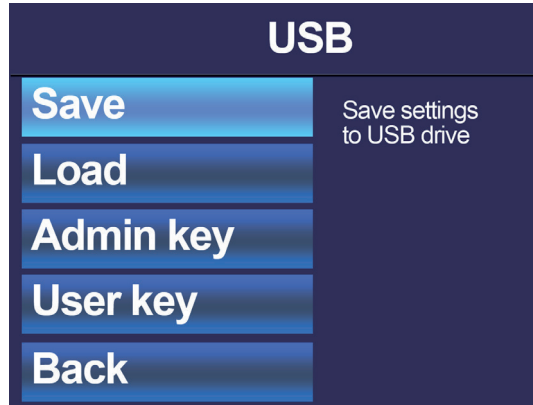 USB
Save
Save settings
to USB drive
Load
Admin key
User key
Back